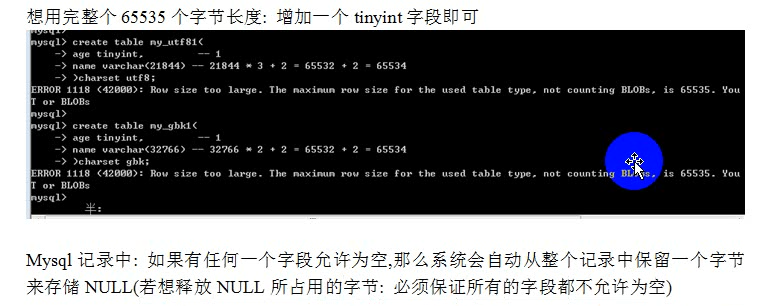 想用完整个 65535 个字节长度: 增加一个 tinyint 字段即可
mysql> create table my_utf81(
-> age tinyint, -- 1
-> name varchar(21844) -- 21844 * 3 + 2 = 65532 + 2 = 65534
-> )charset utf8;
ERROR 1118 (42000): Row size too large. The maximum row size for the used table type, not counting BLOBs, is 65535. You
T or BLOBs
mysql>
mysql> create table my_gbk1(
-> age tinyint, -- 1
-> name varchar(32766) -- 32766 * 2 + 2 = 65532 + 2 = 65534
-> )charset gbk;
ERROR 1118 (42000): Row size too large. The maximum row size for the used table type, not counting BLOBs, is 65535. You
T or BLOBs
mysql>
半:
Mysql 记录中: 如果有任何一个字段允许为空,那么系统会自动从整个记录中保留一个字节
来存储 NULL(若想释放 NULL 所占用的字节: 必须保证所有的字段都不允许为空)